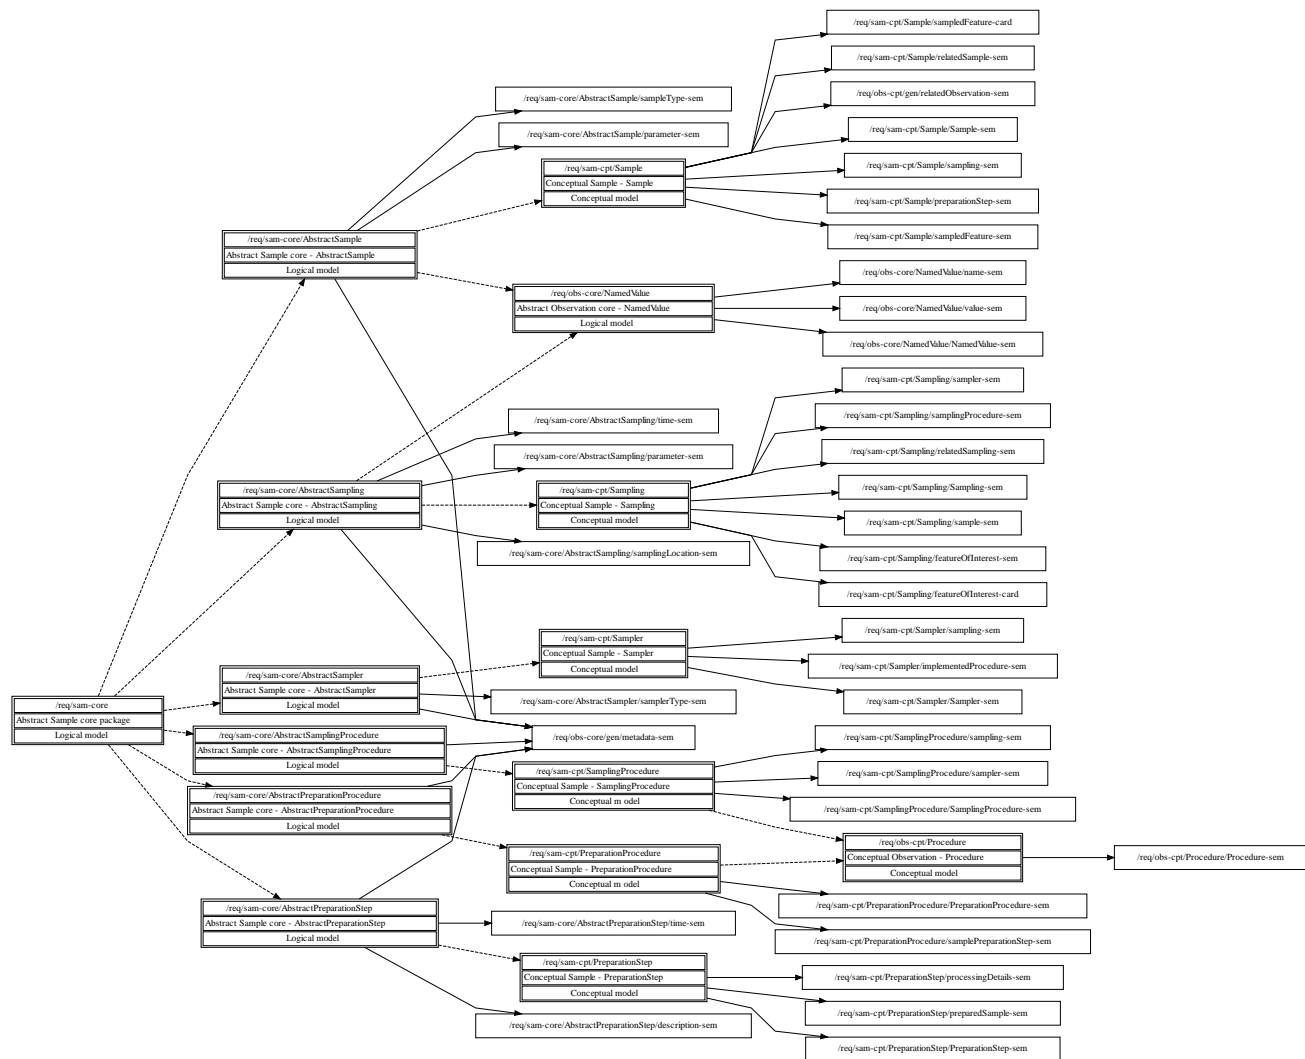 /req/sam-cpt/Sample/sampledFeature-card
/req/sam-cpt/Sample/relatedSample-sem
/req/obs-cpt/gen/relatedObservation-sem
/req/sam-core/AbstractSample/sampleType-sem
/req/sam-cpt/Sample/Sample-sem
/req/sam-core/AbstractSample/parameter-sem
/req/sam-cpt/Sample/sampling-sem
/req/sam-cpt/Sample
Conceptual Sample - Sample
Conceptual model
/req/sam-cpt/Sample/preparationStep-sem
/req/sam-cpt/Sample/sampledFeature-sem
/req/sam-core/AbstractSample
Abstract Sample core - AbstractSample
Logical model
/req/obs-core/NamedValue/name-sem
/req/obs-core/NamedValue
Abstract Observation core - NamedValue
Logical model
/req/obs-core/NamedValue/value-sem
/req/obs-core/NamedValue/NamedValue-sem
/req/sam-cpt/Sampling/sampler-sem
/req/sam-core/AbstractSampling/time-sem
/req/sam-cpt/Sampling/samplingProcedure-sem
/req/sam-core/AbstractSampling/parameter-sem
/req/sam-cpt/Sampling/relatedSampling-sem
/req/sam-core/AbstractSampling
Abstract Sample core - AbstractSampling
Logical model
/req/sam-cpt/Sampling
Conceptual Sample - Sampling
Conceptual model
/req/sam-cpt/Sampling/Sampling-sem
/req/sam-cpt/Sampling/sample-sem
/req/sam-core/AbstractSampling/samplingLocation-sem
/req/sam-cpt/Sampling/featureOfInterest-sem
/req/sam-cpt/Sampling/featureOfInterest-card
/req/sam-cpt/Sampler
Conceptual Sample - Sampler
Conceptual model
/req/sam-cpt/Sampler/sampling-sem
/req/sam-cpt/Sampler/implementedProcedure-sem
/req/sam-core/AbstractSampler
Abstract Sample core - AbstractSampler
Logical model
/req/sam-core/AbstractSampler/samplerType-sem
/req/sam-cpt/Sampler/Sampler-sem
/req/sam-core
Abstract Sample core package
Logical model
/req/sam-core/AbstractSamplingProcedure
Abstract Sample core - AbstractSamplingProcedure
Logical model
/req/obs-core/gen/metadata-sem
/req/sam-cpt/SamplingProcedure/sampling-sem
/req/sam-cpt/SamplingProcedure
Conceptual Sample - SamplingProcedure
Conceptual m odel
/req/sam-cpt/SamplingProcedure/sampler-sem
/req/sam-cpt/SamplingProcedure/SamplingProcedure-sem
/req/sam-core/AbstractPreparationProcedure
Abstract Sample core - AbstractPreparationProcedure
Logical model
/req/obs-cpt/Procedure
Conceptual Observation - Procedure
Conceptual model
/req/obs-cpt/Procedure/Procedure-sem
/req/sam-cpt/PreparationProcedure
Conceptual Sample - PreparationProcedure
Conceptual m odel
/req/sam-cpt/PreparationProcedure/PreparationProcedure-sem
/req/sam-core/AbstractPreparationStep
Abstract Sample core - AbstractPreparationStep
Logical model
/req/sam-core/AbstractPreparationStep/time-sem
/req/sam-cpt/PreparationProcedure/samplePreparationStep-sem
/req/sam-cpt/PreparationStep
Conceptual Sample - PreparationStep
Conceptual model
/req/sam-cpt/PreparationStep/processingDetails-sem
/req/sam-cpt/PreparationStep/preparedSample-sem
/req/sam-core/AbstractPreparationStep/description-sem
/req/sam-cpt/PreparationStep/PreparationStep-sem